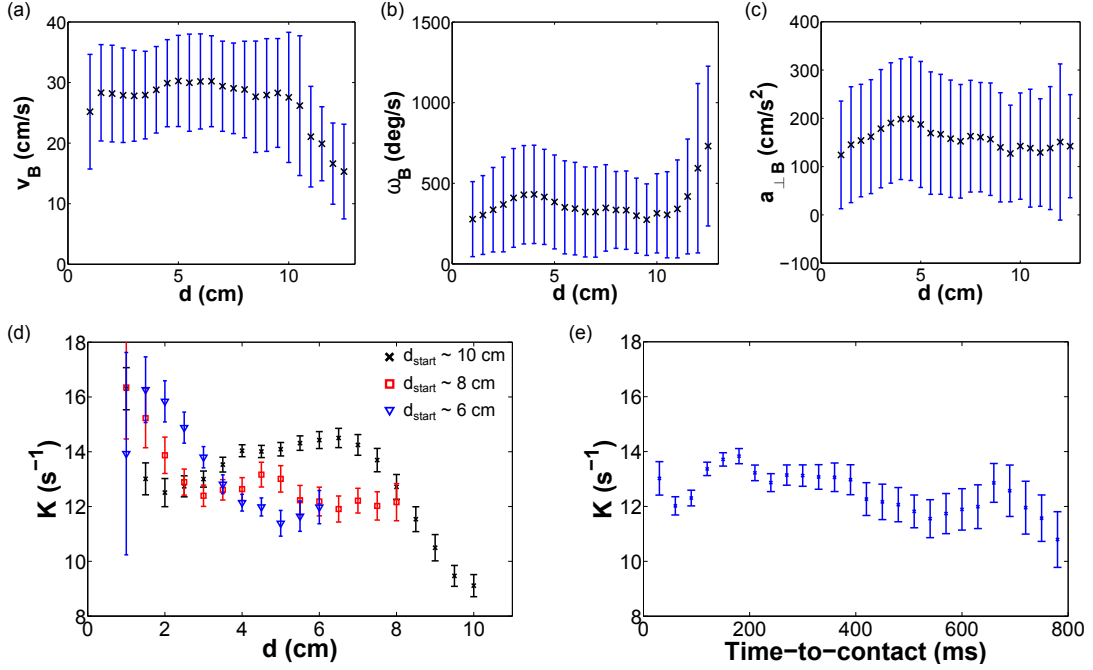 (a)
40
30
20
10
0
v_B (cm/s)
0 5 10
d (cm)
(b)
1500
1000
500
0
ω_B (deg/s)
0 5 10
d (cm)
(c)
400
300
200
100
0
−100
a_⊥B (cm/s²)
0 5 10
d (cm)
(d)
18
16
14
12
10
8
K (s⁻¹)
d_start ~ 10 cm
d_start ~ 8 cm
d_start ~ 6 cm
0 2 4 6 8 10
d (cm)
(e)
18
16
14
12
10
8
K (s⁻¹)
0 200 400 600 800
Time−to−contact (ms)